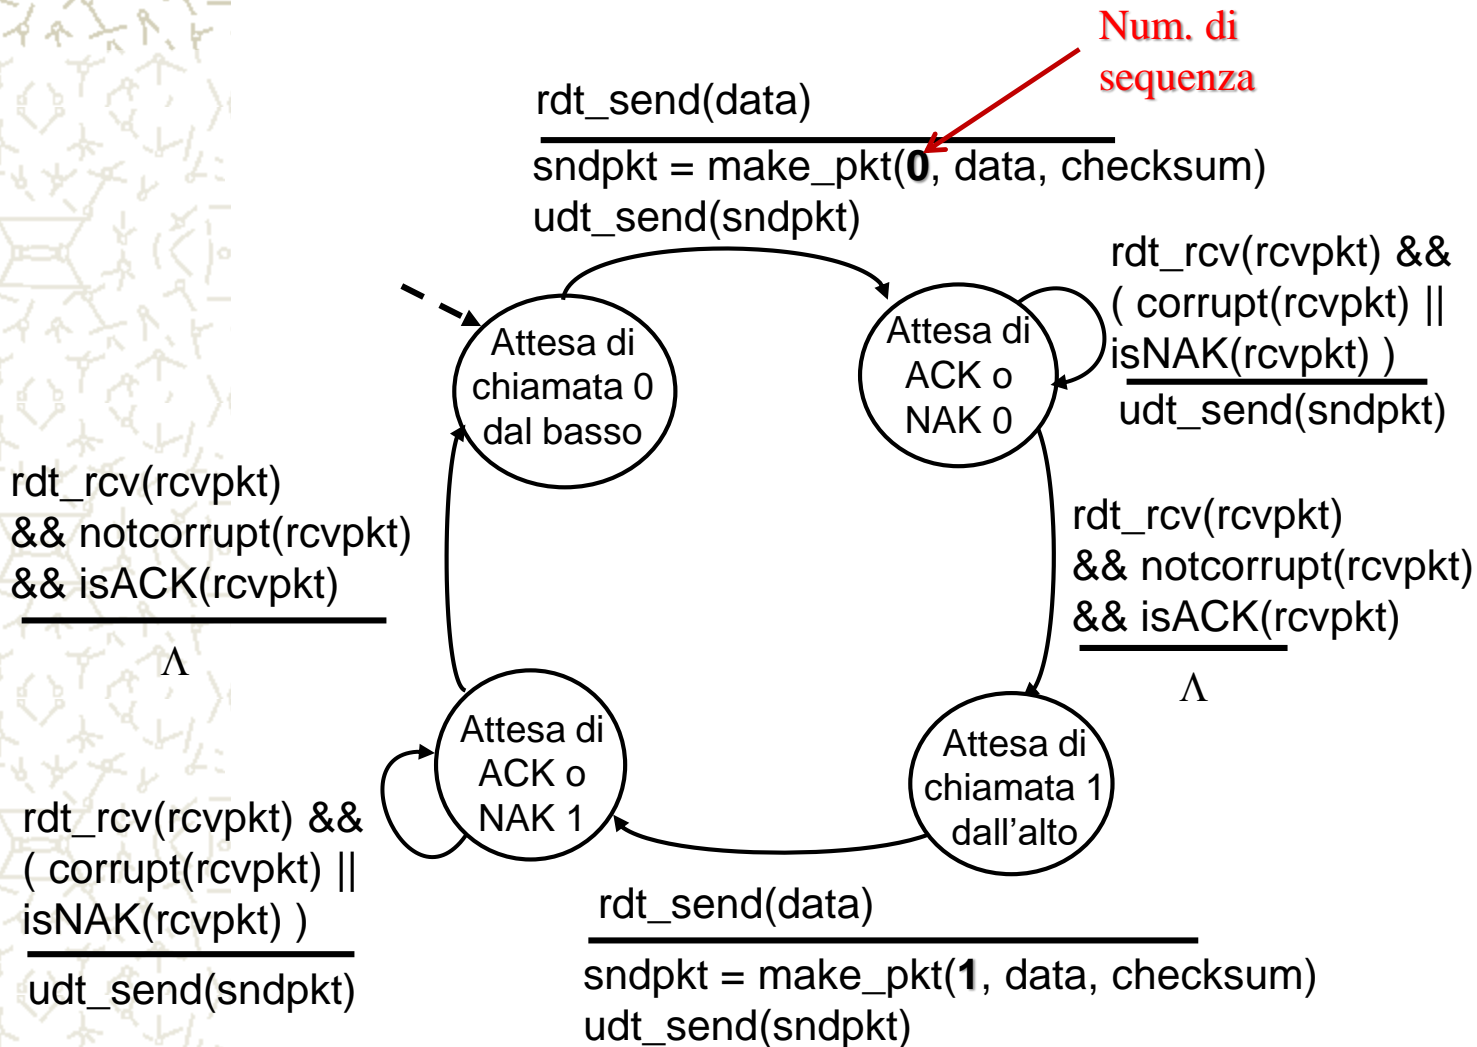 Num. di
sequenza
rdt_send(data)
sndpkt = make_pkt(0, data, checksum)
udt_send(sndpkt)
rdt_rcv(rcvpkt) &&
( corrupt(rcvpkt) ||
isNAK(rcvpkt) )
udt_send(sndpkt)
Attesa di
chiamata 0
dal basso
Attesa di
ACK o
NAK 0
rdt_rcv(rcvpkt)
&& notcorrupt(rcvpkt)
&& isACK(rcvpkt)
Λ
rdt_rcv(rcvpkt)
&& notcorrupt(rcvpkt)
&& isACK(rcvpkt)
Λ
Attesa di
ACK o
NAK 1
Attesa di
chiamata 1
dall'alto
rdt_rcv(rcvpkt) &&
( corrupt(rcvpkt) ||
isNAK(rcvpkt) )
udt_send(sndpkt)
rdt_send(data)
sndpkt = make_pkt(1, data, checksum)
udt_send(sndpkt)